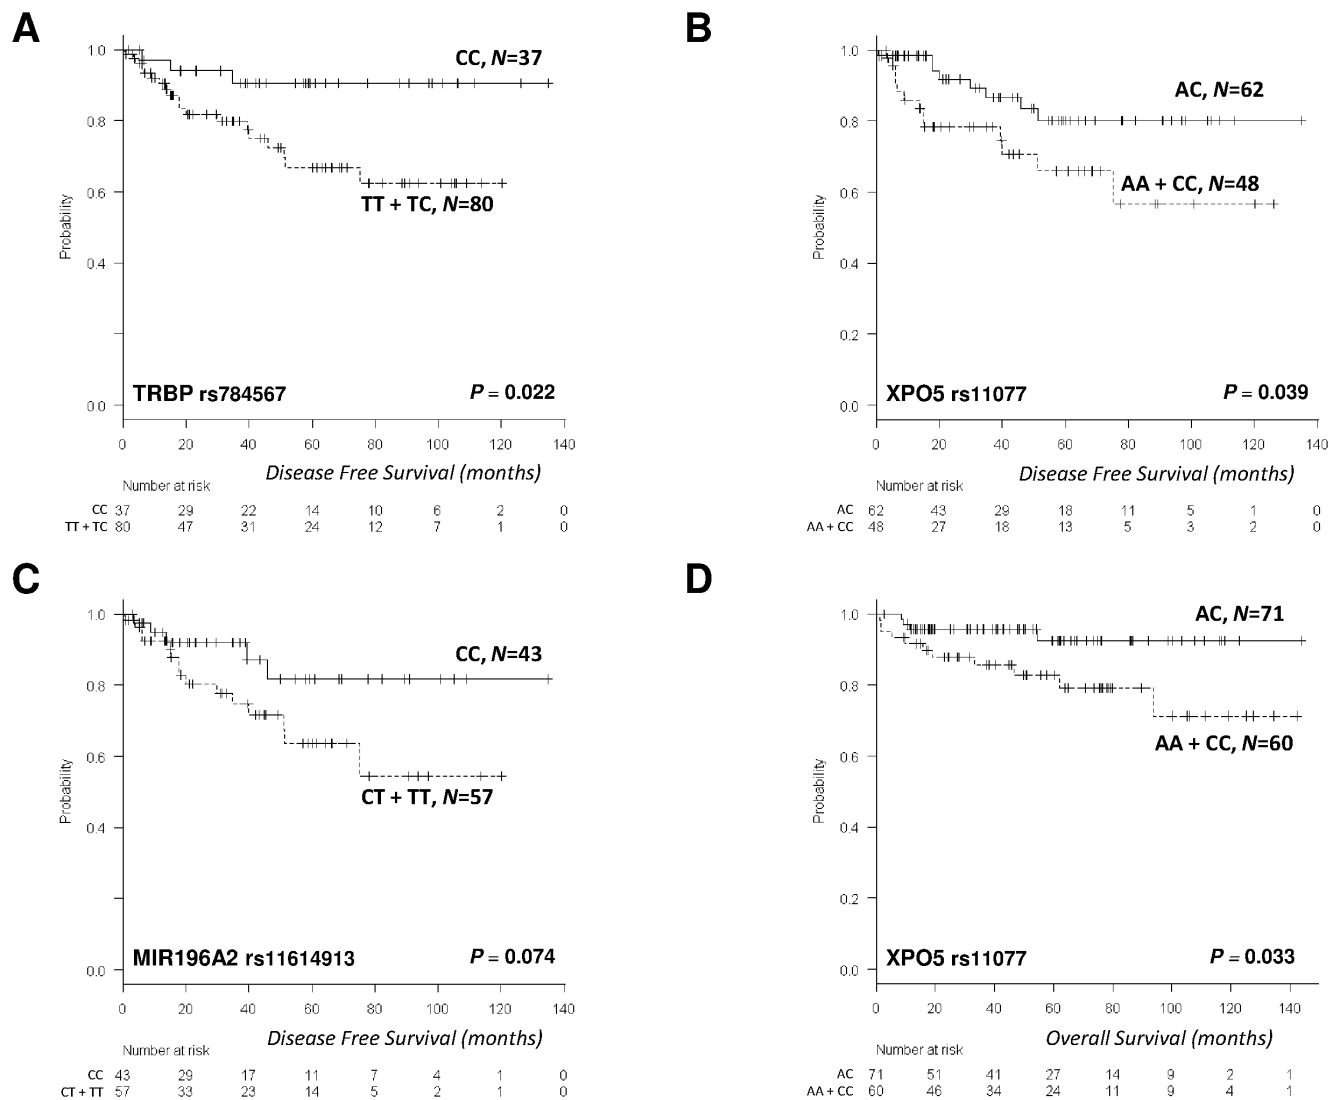 A
1.0
0.8
0.6
0.4
0.0
Probability
CC, N=37
TT + TC, N=80
TRBP rs784567
P = 0.022
0 20 40 60 80 100 120 140
Disease Free Survival (months)
Number at risk
CC 37 29 22 14 10 6 2 0
TT + TC 80 47 31 24 12 7 1 0
B
1.0
0.8
0.6
0.4
0.2
0.0
Probability
AC, N=62
AA + CC, N=48
XPO5 rs11077
P = 0.039
0 20 40 60 80 100 120 140
Disease Free Survival (months)
Number at risk
AC 62 43 29 18 11 5 1 0
AA + CC 48 27 18 13 5 3 2 0
C
1.0
0.8
0.6
0.4
0.0
Probability
CC, N=43
CT + TT, N=57
MIR196A2 rs11614913
P = 0.074
0 20 40 60 80 100 120 140
Disease Free Survival (months)
Number at risk
CC 43 29 17 11 7 4 1 0
CT + TT 57 33 23 14 5 2 1 0
D
1.0
0.8
0.6
0.4
0.2
0.0
Probability
AC, N=71
AA + CC, N=60
XPO5 rs11077
P = 0.033
0 20 40 60 80 100 120 140
Overall Survival (months)
Number at risk
AC 71 51 41 27 14 9 2 1
AA + CC 60 46 34 24 11 9 4 1